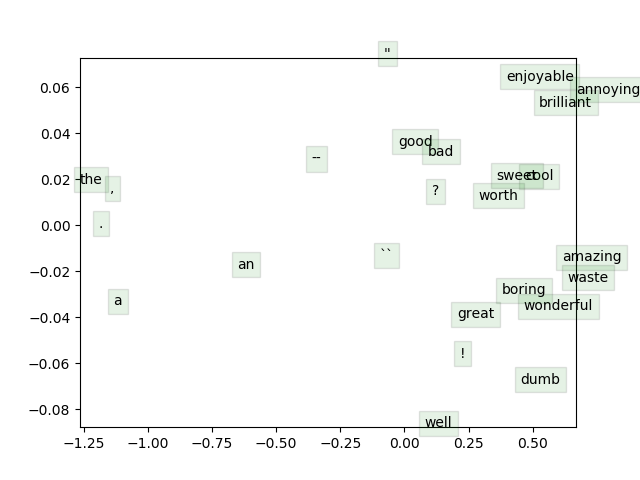 "
enjoyable
annoying
0.06
brilliant
0.04
good
bad
--
0.02
the
,
?
sweet
cool
worth
0.00
.
``
amazing
−0.02
an
waste
boring
a
wonderful
−0.04
great
!
−0.06
dumb
−0.08
well
−1.25 −1.00 −0.75 −0.50 −0.25 0.00 0.25 0.50